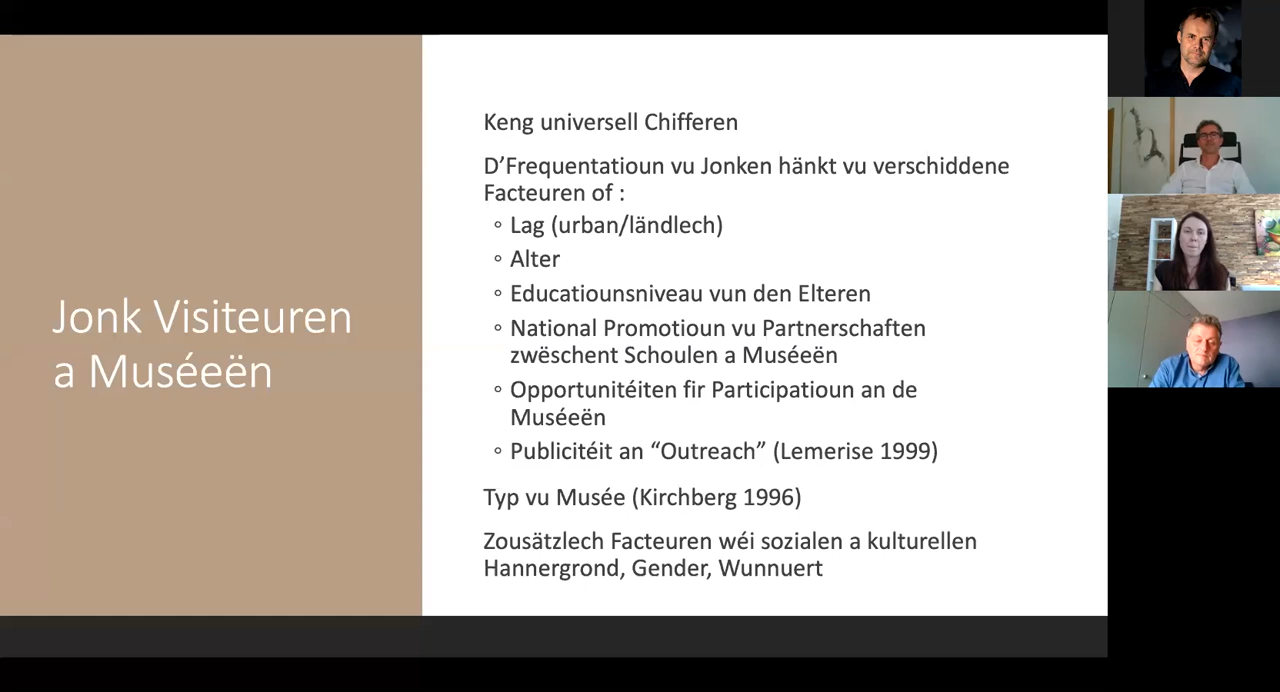 Jonk Visiteuren
a Muséeën
Keng universell Chifferen
D’Frequentatioun vu Jonken hänkt vu verschiddene
Facteuren of :
◦ Lag (urban/ländlech)
◦ Alter
◦ Educatiounsniveau vun den Elteren
◦ National Promotioun vu Partnerschaften
zwëschent Schoulen a Muséeën
◦ Opportunitéiten fir Participatioun an de
Muséeën
◦ Publicitéit an “Outreach” (Lemerise 1999)
Typ vu Musée (Kirchberg 1996)
Zousätzlech Facteuren wéi sozialen a kulturellen
Hannergrond, Gender, Wunnuert